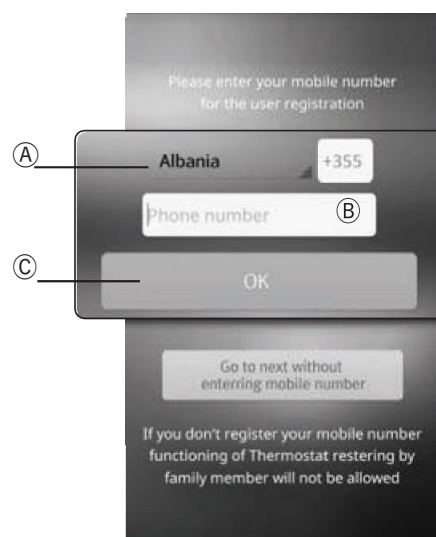 Please enter your mobile number
for the user registration
Ⓐ
Albania
+355
Phone number
Ⓑ
Ⓒ
OK
Go to next without
enterring mobile number
If you don't register your mobile number
functioning of Thermostat restering by
family member will not be allowed